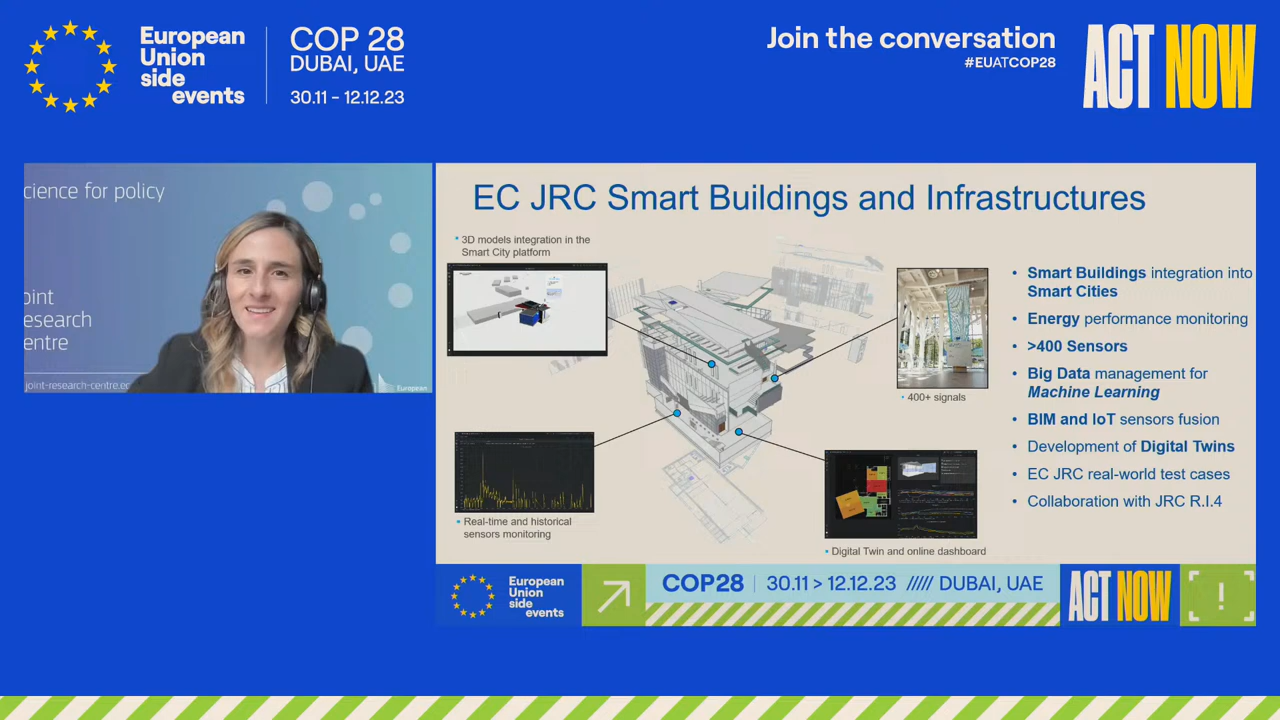 European
Union
side
events
COP 28
DUBAI, UAE
30.11 – 12.12.23
Join the conversation
#EUATCOP28
ACT NOW
cience for policy
oint
esearch
entre
joint-research-centre.ec
European
EC JRC Smart Buildings and Infrastructures
3D models integration in the
Smart City platform
400+ signals
Real-time and historical
sensors monitoring
Digital Twin and online dashboard
• Smart Buildings integration into
Smart Cities
• Energy performance monitoring
• >400 Sensors
• Big Data management for
Machine Learning
• BIM and IoT sensors fusion
• Development of Digital Twins
• EC JRC real-world test cases
• Collaboration with JRC R.I.4
European
Union
side
events
COP28 | 30.11 > 12.12.23 ///// DUBAI, UAE
ACT NOW
!